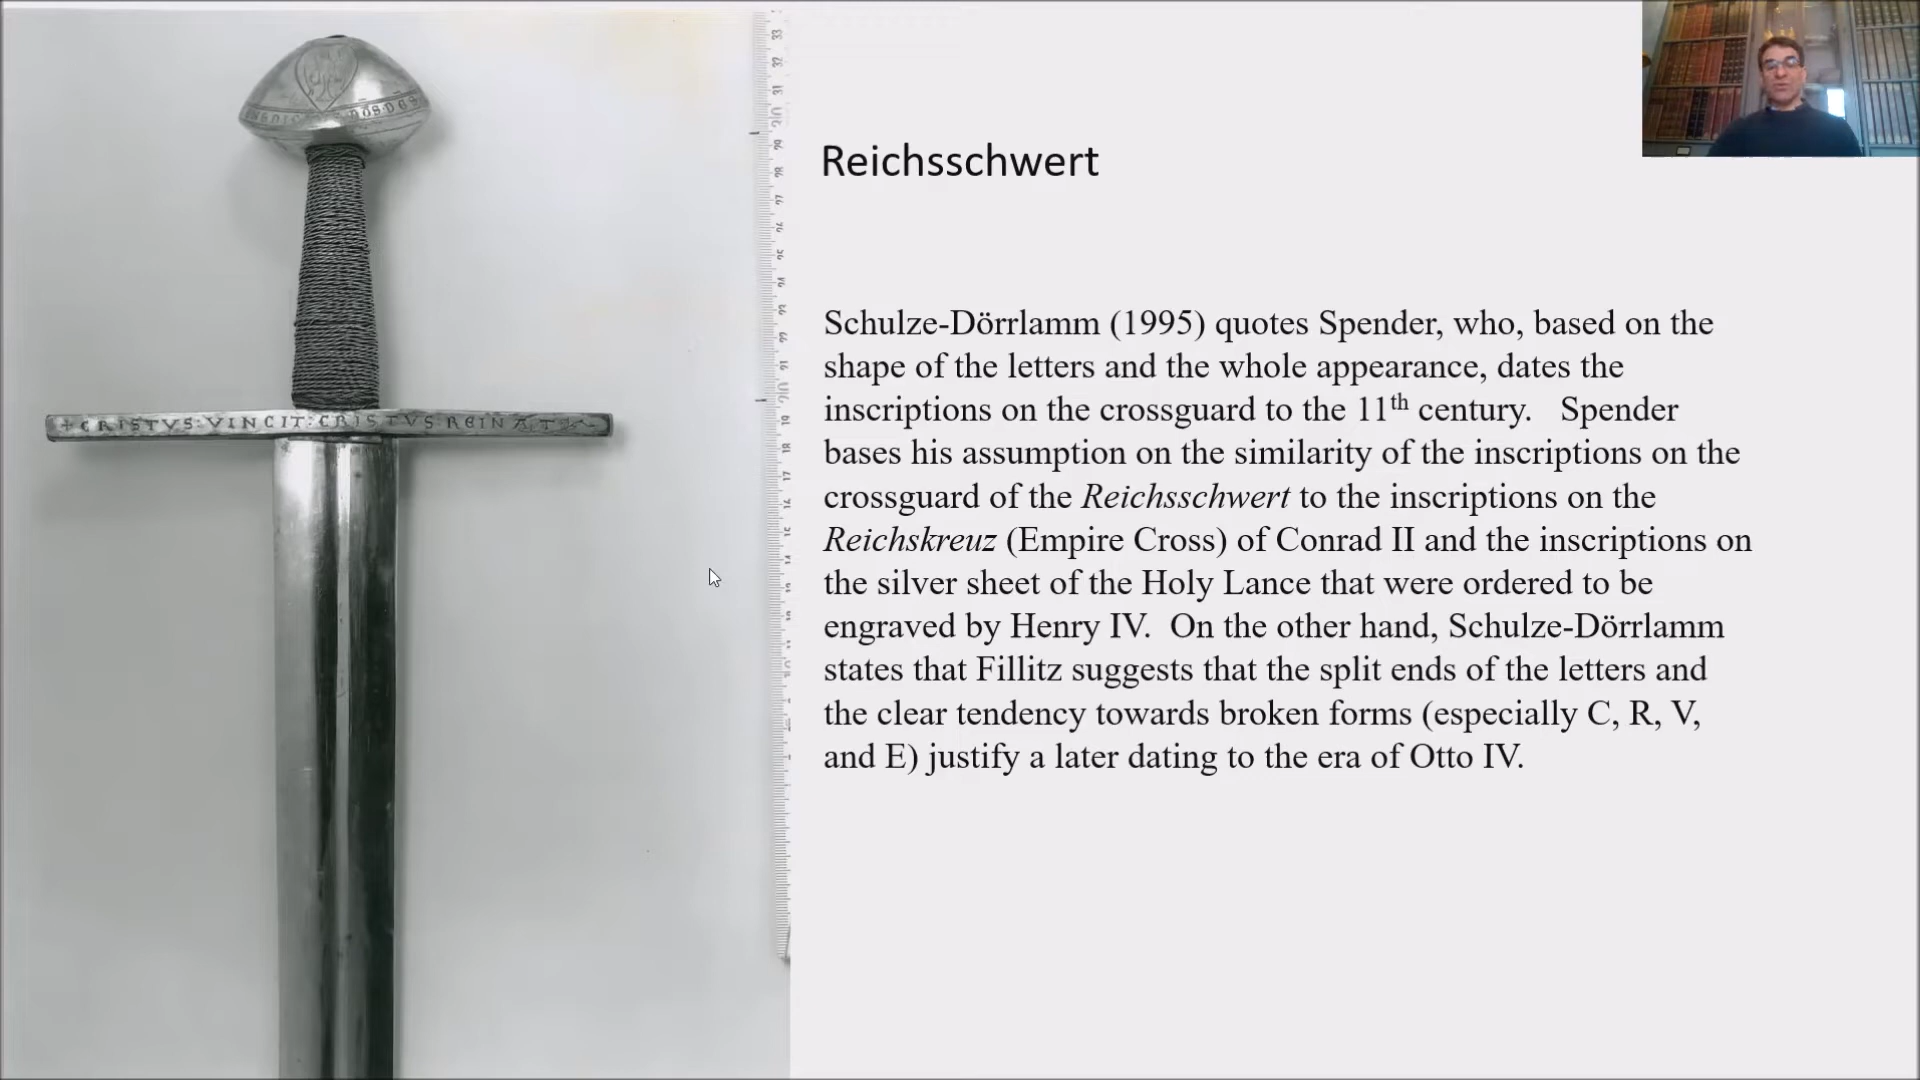 Reichsschwert
Schulze-Dörrlamm (1995) quotes Spender, who, based on the
shape of the letters and the whole appearance, dates the
inscriptions on the crossguard to the 11th century. Spender
bases his assumption on the similarity of the inscriptions on the
crossguard of the Reichsschwert to the inscriptions on the
Reichskreuz (Empire Cross) of Conrad II and the inscriptions on
the silver sheet of the Holy Lance that were ordered to be
engraved by Henry IV. On the other hand, Schulze-Dörrlamm
states that Fillitz suggests that the split ends of the letters and
the clear tendency towards broken forms (especially C, R, V,
and E) justify a later dating to the era of Otto IV.
+CRISTVS:VINCIT:CRISTVS:REINAT